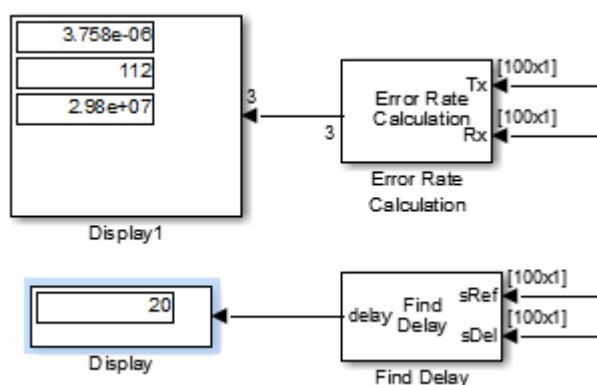 3.758e-06
112
2.98e+07
Display1
3
3
Error Rate
Calculation
Tx
Rx
[100x1]
[100x1]
Error Rate
Calculation
20
Display
delay
Find
Delay
sRef
sDel
[100x1]
[100x1]
Find Delay